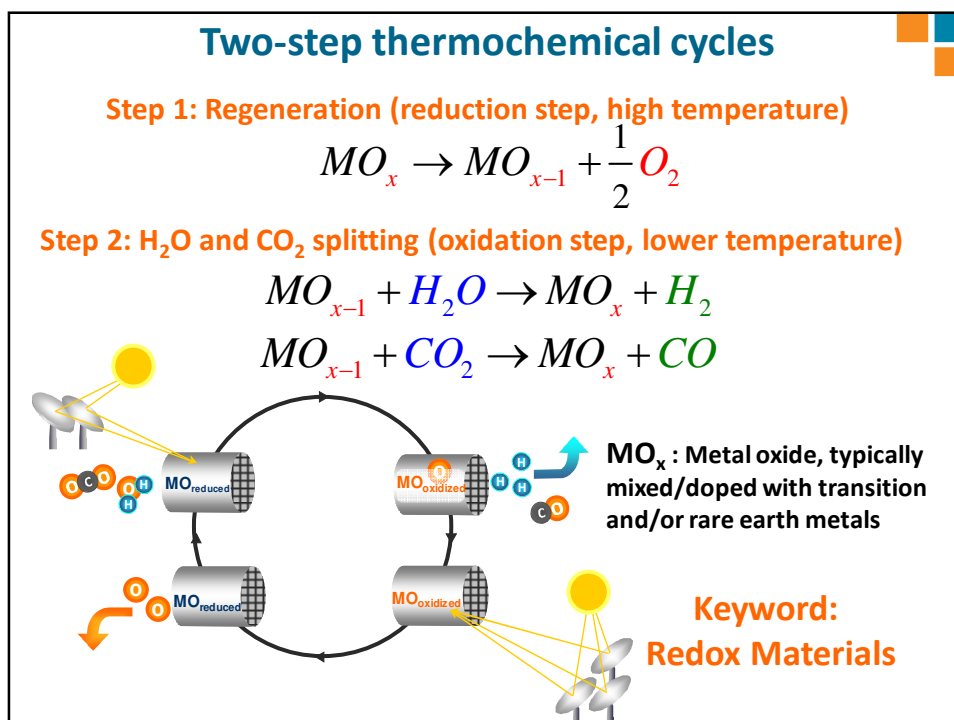 Two-step thermochemical cycles
Step 1: Regeneration (reduction step, high temperature)
MOₓ → MOₓ₋₁ + 1/2 O₂
Step 2: H₂O and CO₂ splitting (oxidation step, lower temperature)
MOₓ₋₁ + H₂O → MOₓ + H₂
MOₓ₋₁ + CO₂ → MOₓ + CO
O C O
O H H
MOreduced
O
MOoxidized
H H H
C O
MOₓ : Metal oxide, typically
mixed/doped with transition
and/or rare earth metals
O O
MOreduced
MOoxidized
Keyword:
Redox Materials